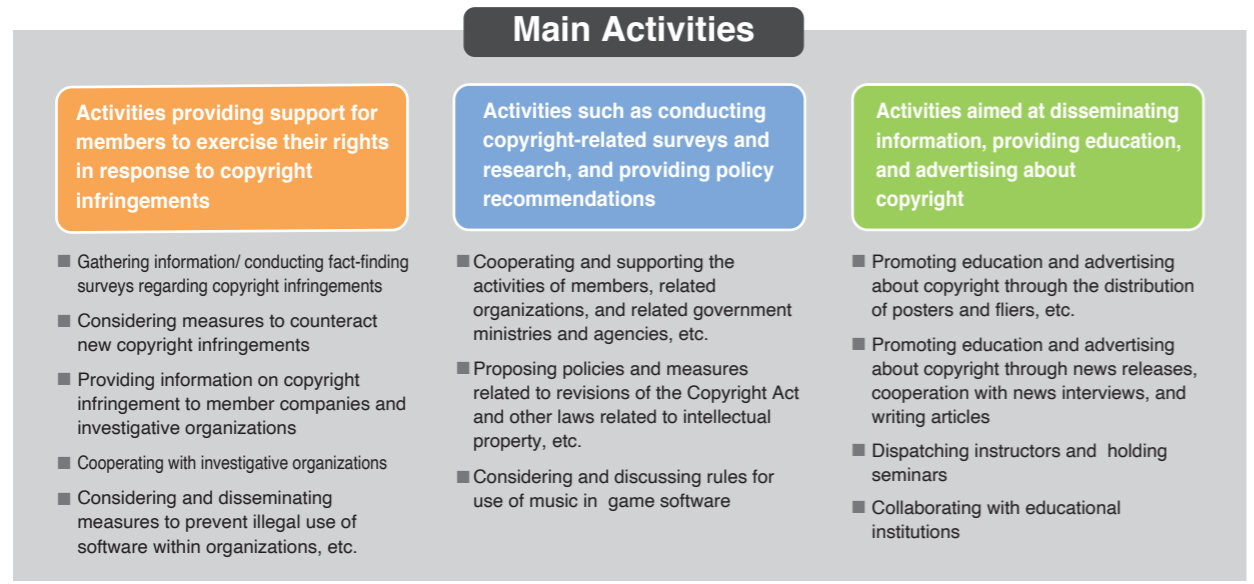 Main Activities
Activities providing support for
members to exercise their rights
in response to copyright
infringements
■ Gathering information/ conducting fact-finding
surveys regarding copyright infringements
■ Considering measures to counteract
new copyright infringements
■ Providing information on copyright
infringement to member companies and
investigative organizations
■ Cooperating with investigative organizations
■ Considering and disseminating
measures to prevent illegal use of
software within organizations, etc.
Activities such as conducting
copyright-related surveys and
research, and providing policy
recommendations
■ Cooperating and supporting the
activities of members, related
organizations, and related government
ministries and agencies, etc.
■ Proposing policies and measures
related to revisions of the Copyright Act
and other laws related to intellectual
property, etc.
■ Considering and discussing rules for
use of music in game software
Activities aimed at disseminating
information, providing education,
and advertising about
copyright
■ Promoting education and advertising
about copyright through the distribution
of posters and fliers, etc.
■ Promoting education and advertising
about copyright through news releases,
cooperation with news interviews, and
writing articles
■ Dispatching instructors and holding
seminars
■ Collaborating with educational
institutions